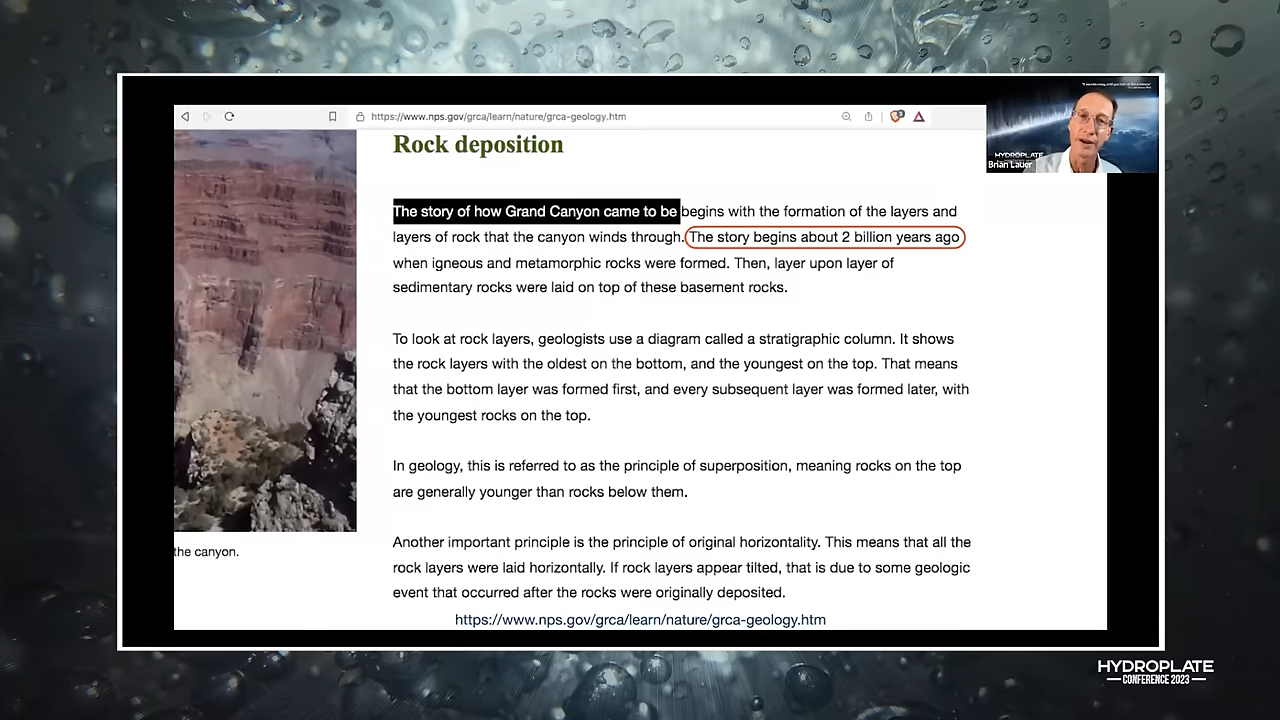 https://www.nps.gov/grca/learn/nature/grca-geology.htm
HYDROPLATE
Brian Lauer
Rock deposition
The story of how Grand Canyon came to be begins with the formation of the layers and
layers of rock that the canyon winds through. The story begins about 2 billion years ago
when igneous and metamorphic rocks were formed. Then, layer upon layer of
sedimentary rocks were laid on top of these basement rocks.
To look at rock layers, geologists use a diagram called a stratigraphic column. It shows
the rock layers with the oldest on the bottom, and the youngest on the top. That means
that the bottom layer was formed first, and every subsequent layer was formed later, with
the youngest rocks on the top.
In geology, this is referred to as the principle of superposition, meaning rocks on the top
are generally younger than rocks below them.
Another important principle is the principle of original horizontality. This means that all the
rock layers were laid horizontally. If rock layers appear tilted, that is due to some geologic
event that occurred after the rocks were originally deposited.
the canyon.
https://www.nps.gov/grca/learn/nature/grca-geology.htm
HYDROPLATE
CONFERENCE 2023